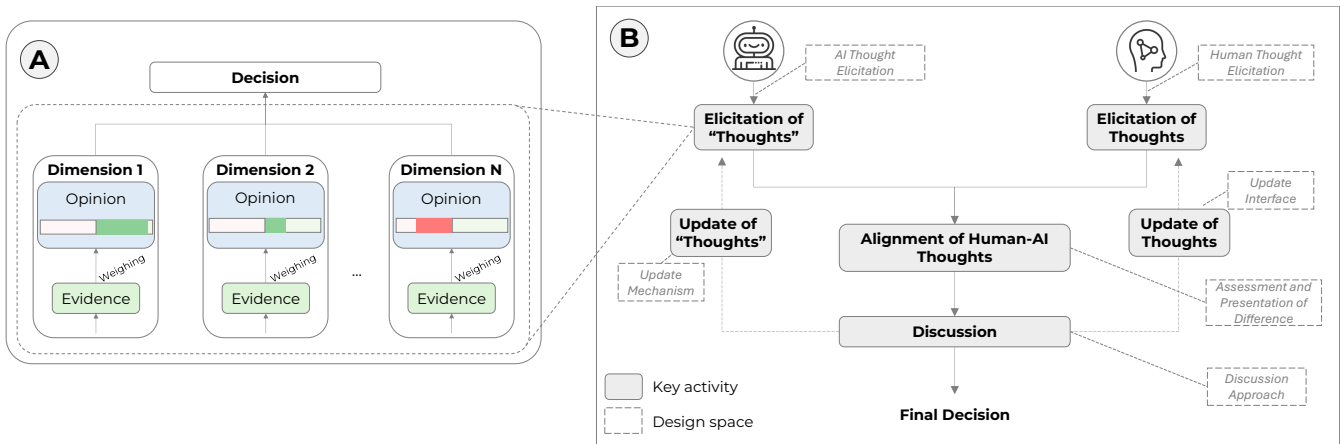 A
Decision
Dimension 1
Opinion
Weighing
Evidence
Dimension 2
Opinion
Weighing
Evidence
...
Dimension N
Opinion
Weighing
Evidence
B
AI Thought
Elicitation
Human Thought
Elicitation
Elicitation of
“Thoughts”
Elicitation of
Thoughts
Update
Interface
Update of
“Thoughts”
Update of
Thoughts
Alignment of Human-AI
Thoughts
Update
Mechanism
Assessment and
Presentation of
Difference
Discussion
Discussion
Approach
Key activity
Design space
Final Decision